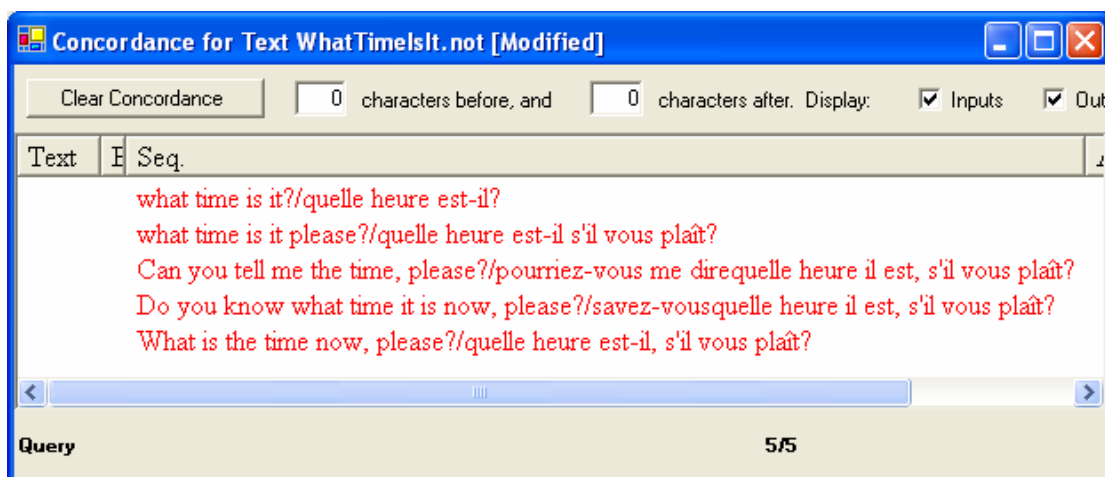 Concordance for Text WhatTimeIsIt.not [Modified]
Clear Concordance 0 characters before, and 0 characters after. Display: Inputs Out
Text E Seq.
what time is it?/quelle heure est-il?
what time is it please?/quelle heure est-il s'il vous plaît?
Can you tell me the time, please?/pourriez-vous me direquelle heure il est, s'il vous plaît?
Do you know what time it is now, please?/savez-vousquelle heure il est, s'il vous plaît?
What is the time now, please?/quelle heure est-il, s'il vous plaît?
Query 5/5